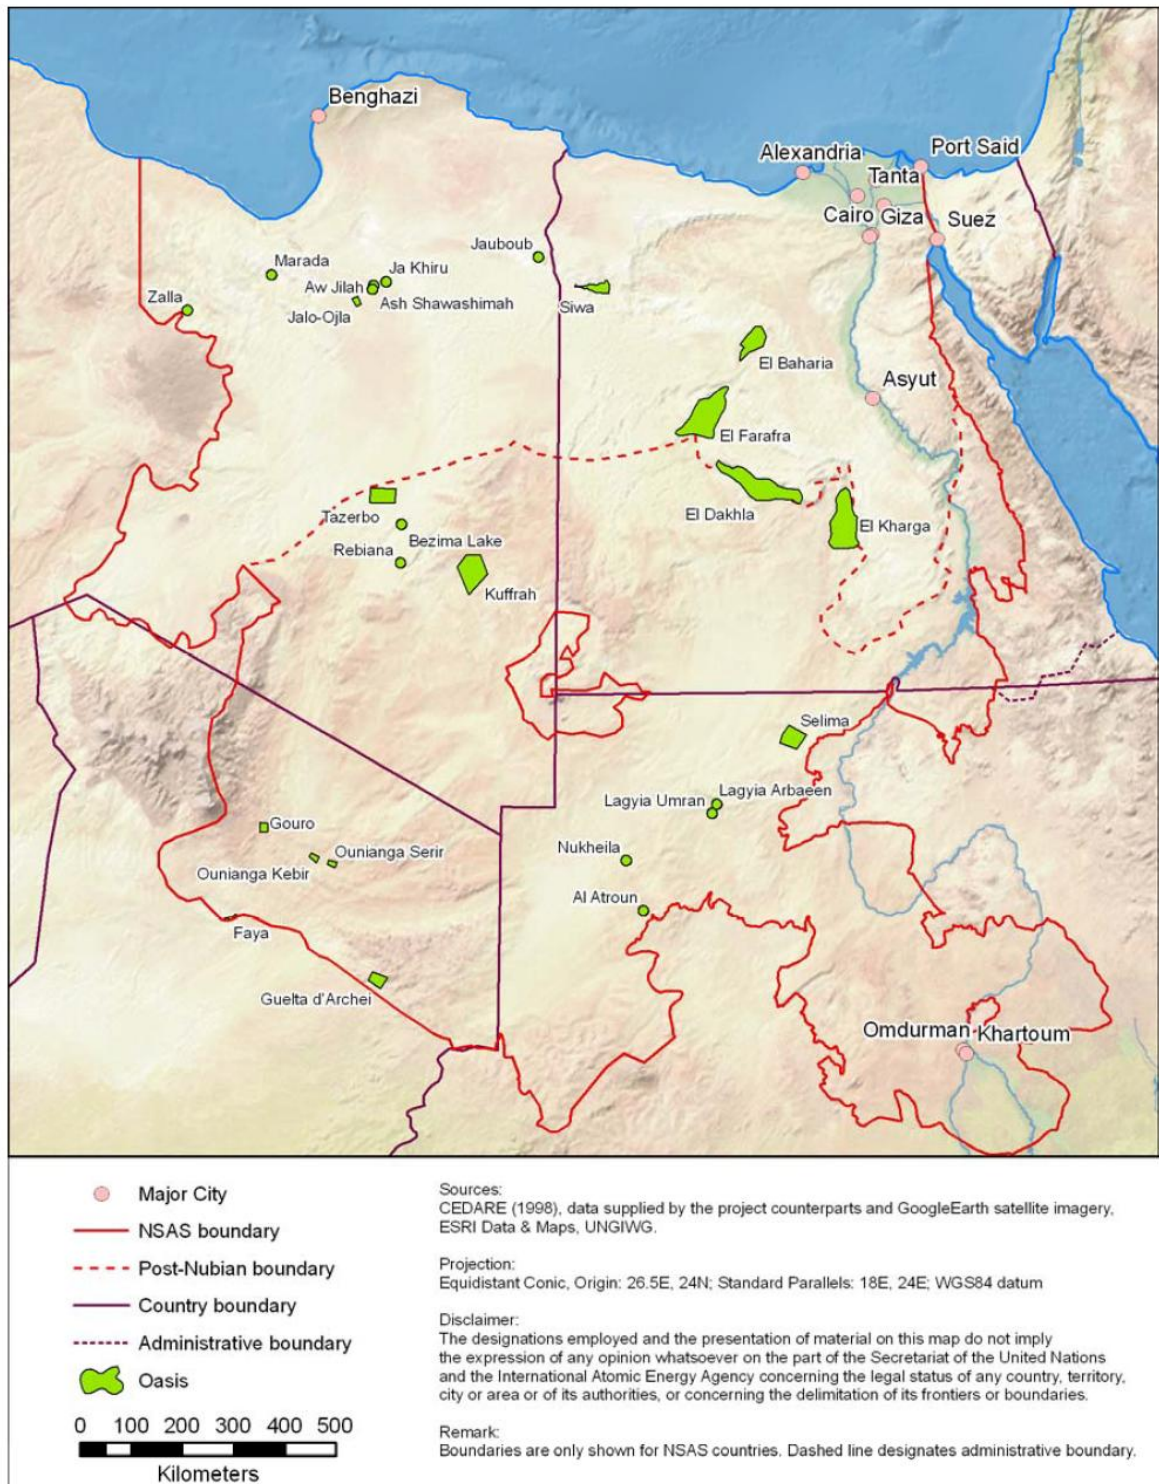 Benghazi
Alexandria
Port Said
Tanta
Cairo
Giza
Suez
Jauboub
Marada
Ja Khiru
Aw Jilah
Zalla
Ash Shawashimah
Jalo-Ojla
Siwa
El Baharia
Asyut
El Farafra
Tazerbo
El Dakhla
El Kharga
Bezima Lake
Rebiana
Kuffrah
Selima
Lagyia Arbaeen
Lagyia Umran
Gouro
Ounianga Serir
Nukheila
Ounianga Kebir
Al Atroun
Faya
Guelta d'Archei
Omdurman
Khartoum
Major City
NSAS boundary
Post-Nubian boundary
Country boundary
Administrative boundary
Oasis
0 100 200 300 400 500
Kilometers
Sources:
CEDARE (1998), data supplied by the project counterparts and GoogleEarth satellite imagery,
ESRI Data & Maps, UNGIWG.
Projection:
Equidistant Conic, Origin: 26.5E, 24N; Standard Parallels: 18E, 24E; WGS84 datum
Disclaimer:
The designations employed and the presentation of material on this map do not imply
the expression of any opinion whatsoever on the part of the Secretariat of the United Nations
and the International Atomic Energy Agency concerning the legal status of any country, territory,
city or area or of its authorities, or concerning the delimitation of its frontiers or boundaries.
Remark:
Boundaries are only shown for NSAS countries. Dashed line designates administrative boundary.